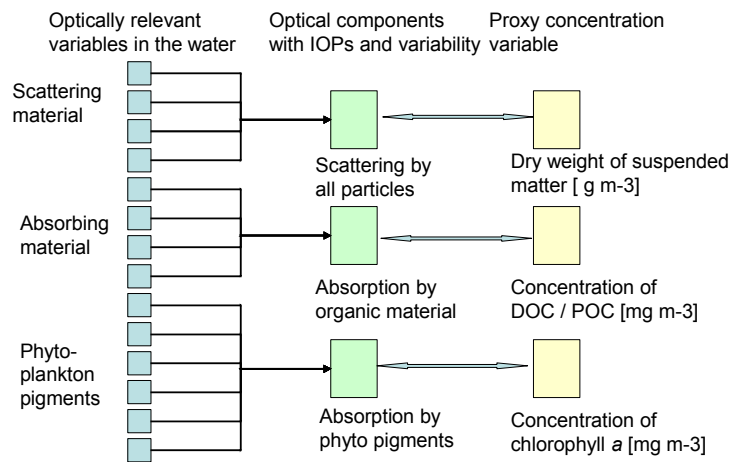 Optically relevant
variables in the water
Optical components
with IOPs and variability
Proxy concentration
variable
Scattering
material
Scattering by
all particles
Dry weight of suspended
matter [ g m-3]
Absorbing
material
Absorption by
organic material
Concentration of
DOC / POC [mg m-3]
Phyto-
plankton
pigments
Absorption by
phyto pigments
Concentration of
chlorophyll a [mg m-3]